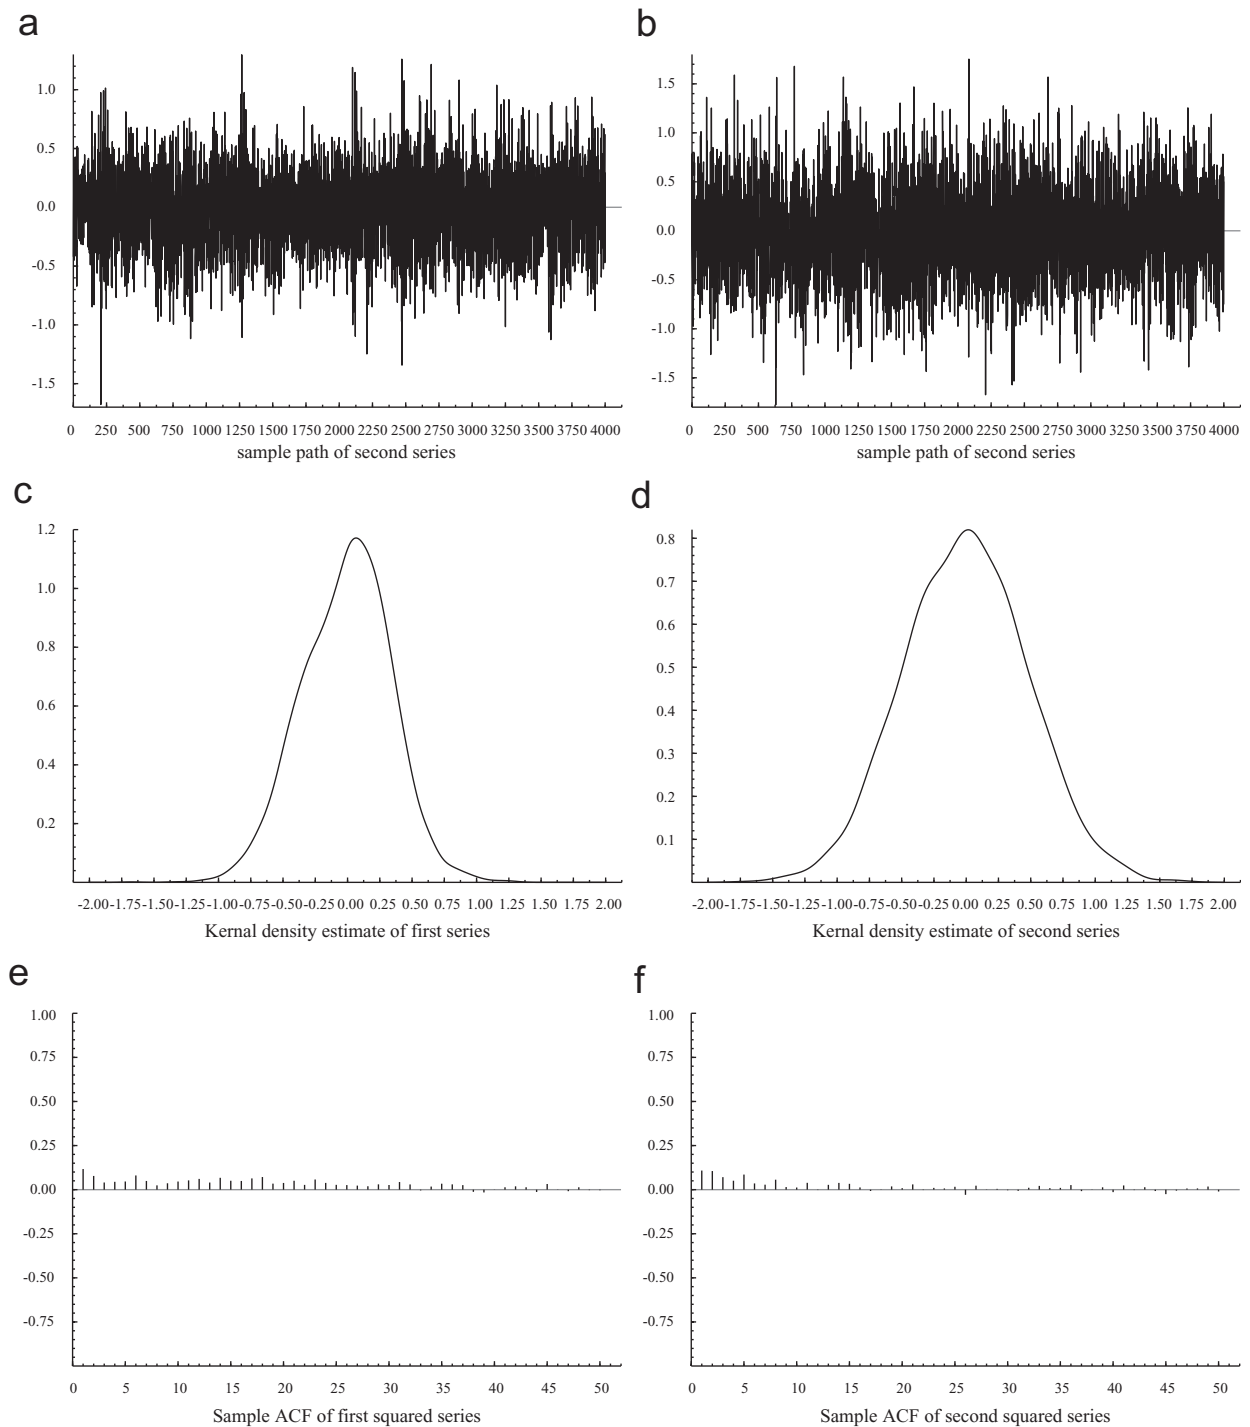 a
b
1.0
0.5
0.0
-0.5
-1.0
-1.5
1.5
1.0
0.5
0.0
-0.5
-1.0
-1.5
0 250 500 750 1000 1250 1500 1750 2000 2250 2500 2750 3000 3250 3500 3750 4000
0 250 500 750 1000 1250 1500 1750 2000 2250 2500 2750 3000 3250 3500 3750 4000
sample path of second series
sample path of second series
c
d
1.2
1.0
0.8
0.6
0.4
0.2
0.8
0.7
0.6
0.5
0.4
0.3
0.2
0.1
-2.00 -1.75 -1.50 -1.25 -1.00 -0.75 -0.50 -0.25 0.00 0.25 0.50 0.75 1.00 1.25 1.50 1.75 2.00
-2.00 -1.75 -1.50 -1.25 -1.00 -0.75 -0.50 -0.25 0.00 0.25 0.50 0.75 1.00 1.25 1.50 1.75 2.00
Kernal density estimate of first series
Kernal density estimate of second series
e
f
1.00
0.75
0.50
0.25
0.00
-0.25
-0.50
-0.75
1.00
0.75
0.50
0.25
0.00
-0.25
-0.50
-0.75
0 5 10 15 20 25 30 35 40 45 50
0 5 10 15 20 25 30 35 40 45 50
Sample ACF of first squared series
Sample ACF of second squared series